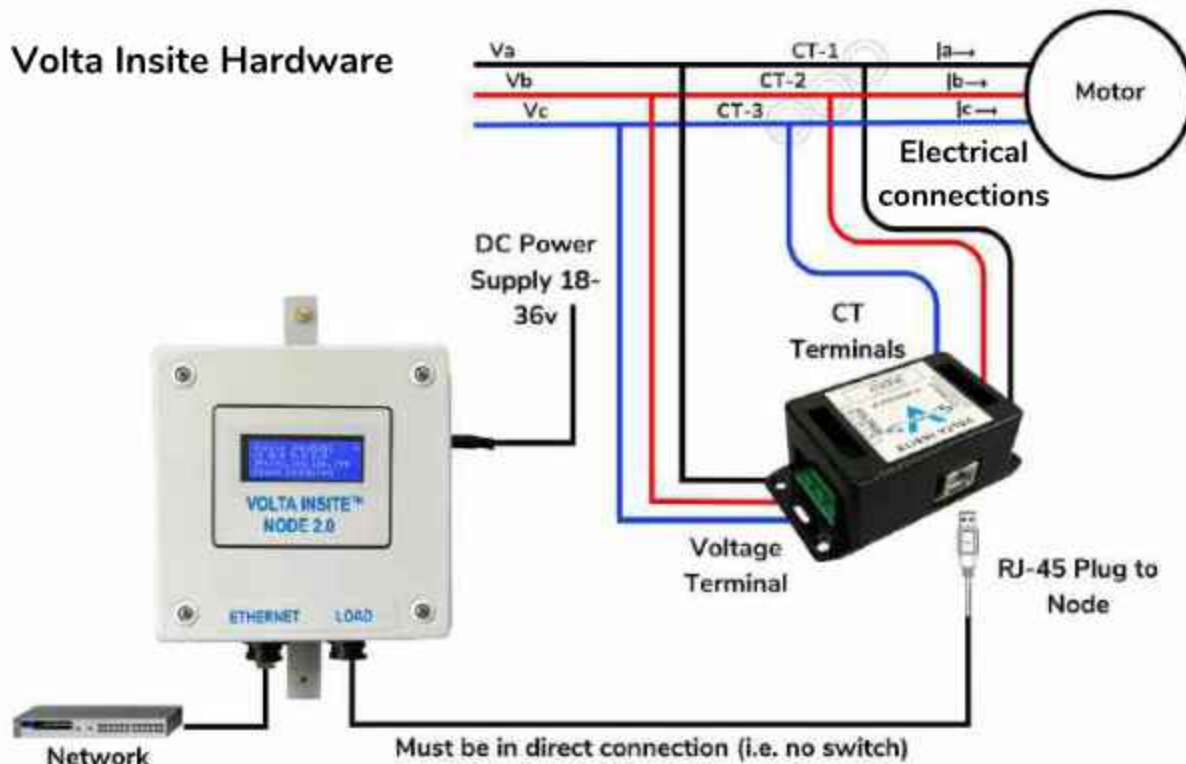 Volta Insite Hardware
Va
CT-1
Ia→
Vb
CT-2
Ib→
Vc
CT-3
Ic→
Motor
Electrical
connections
DC Power
Supply 18-
36v
CT
Terminals
VOLTA INSITE™
NODE 2.0
ETHERNET LOAD
VOLTA INSITE
Voltage
Terminal
RJ-45 Plug to
Node
Network
Must be in direct connection (i.e. no switch)